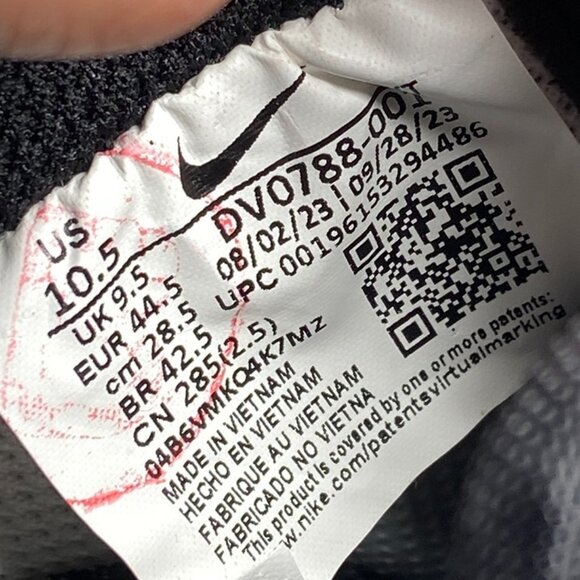 US
10.5
UK 9.5
EUR 44.5
cm 28.5
BR 42.5
CN 285(2.5)
04B6VMKQ4K7MZ
DV0788-001
08/02/23 | 09/28/23
UPC 00196153294486
MADE IN VIETNAM
HECHO EN VIETNAM
FABRIQUE AU VIETNAM
FABRICADO NO VIETNA
This product is covered by one or more patents:
w.nike.com/patentsvirtualmarking